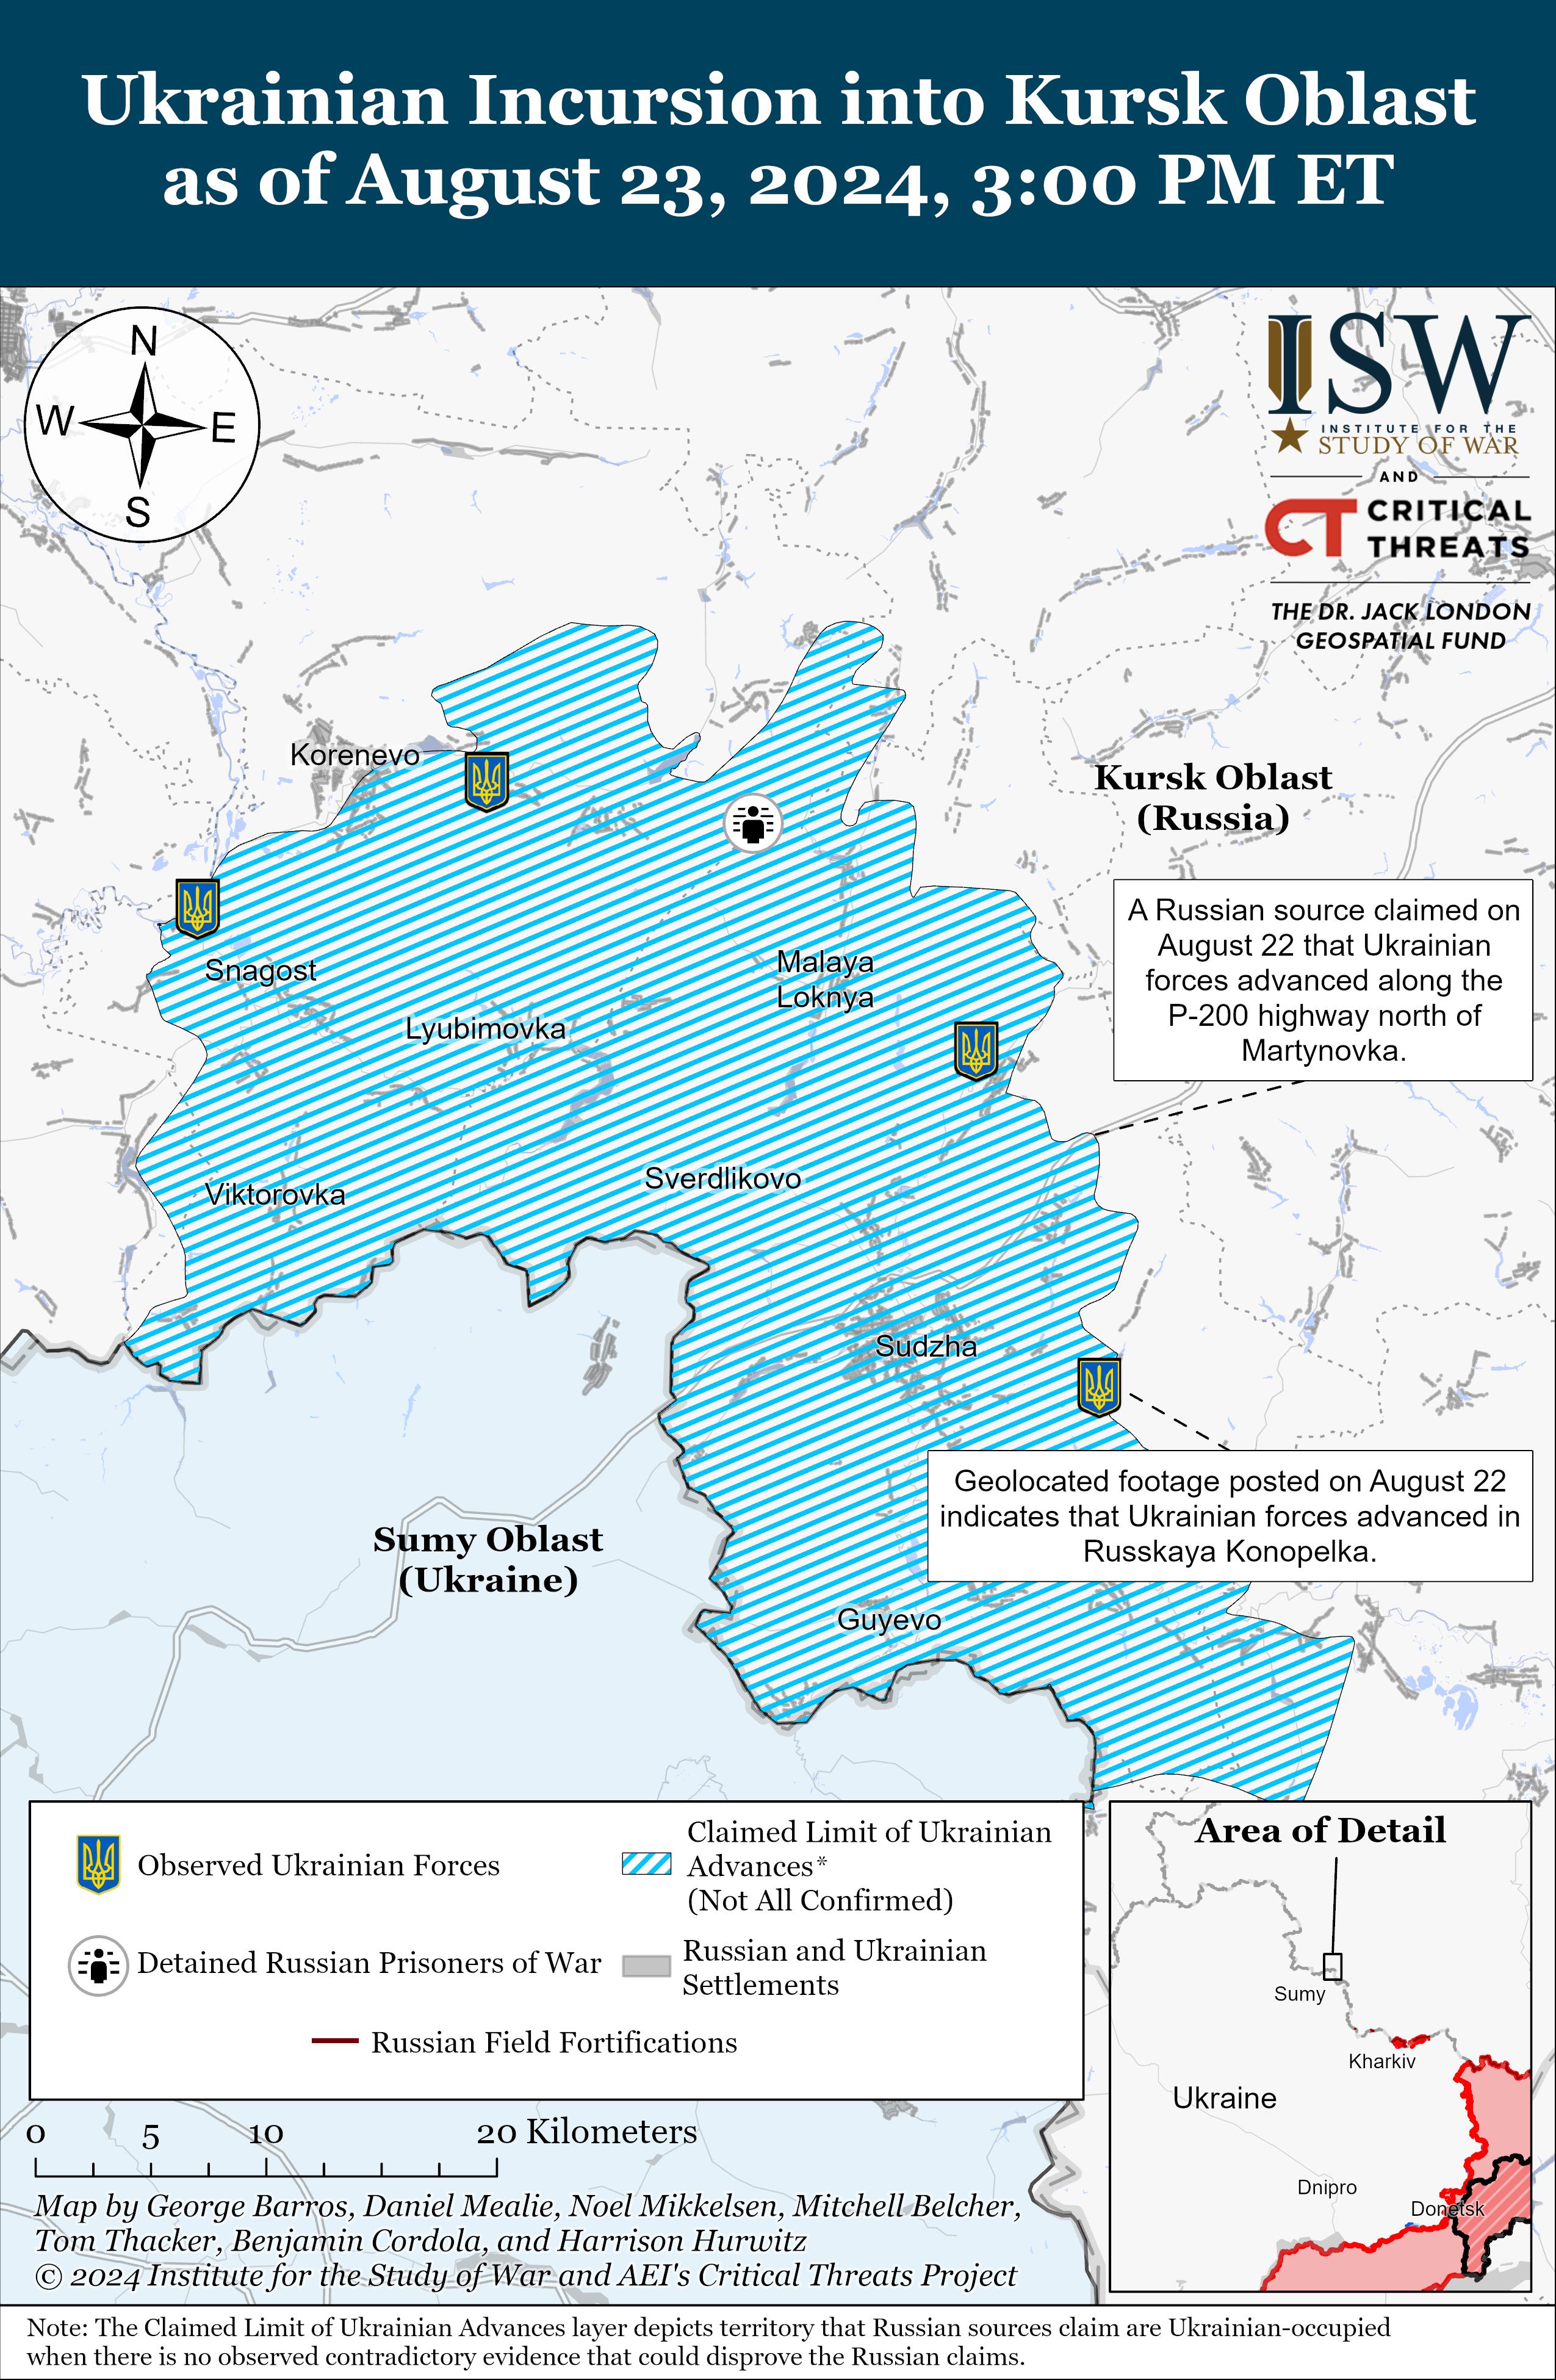 Ukrainian Incursion into Kursk Oblast
as of August 23, 2024, 3:00 PM ET
N
W
E
S
ISW
INSTITUTE FOR THE
STUDY OF WAR
AND
CT
CRITICAL
THREATS
THE DR. JACK LONDON
GEOSPATIAL FUND
Korenevo
Kursk Oblast
(Russia)
A Russian source claimed on
August 22 that Ukrainian
forces advanced along the
P-200 highway north of
Martynovka.
Snagost
Malaya
Loknya
Lyubimovka
Sverdlikovo
Viktorovka
Sudzha
Geolocated footage posted on August 22
indicates that Ukrainian forces advanced in
Russkaya Konopelka.
Sumy Oblast
(Ukraine)
Guyevo
Observed Ukrainian Forces
Claimed Limit of Ukrainian
Advances*
(Not All Confirmed)
Detained Russian Prisoners of War
Russian and Ukrainian
Settlements
Russian Field Fortifications
Area of Detail
Sumy
Kharkiv
Ukraine
Dnipro
Donetsk
0 5 10 20 Kilometers
Map by George Barros, Daniel Mealie, Noel Mikkelsen, Mitchell Belcher,
Tom Thacker, Benjamin Cordola, and Harrison Hurwitz
© 2024 Institute for the Study of War and AEI's Critical Threats Project
Note: The Claimed Limit of Ukrainian Advances layer depicts territory that Russian sources claim are Ukrainian-occupied
when there is no observed contradictory evidence that could disprove the Russian claims.